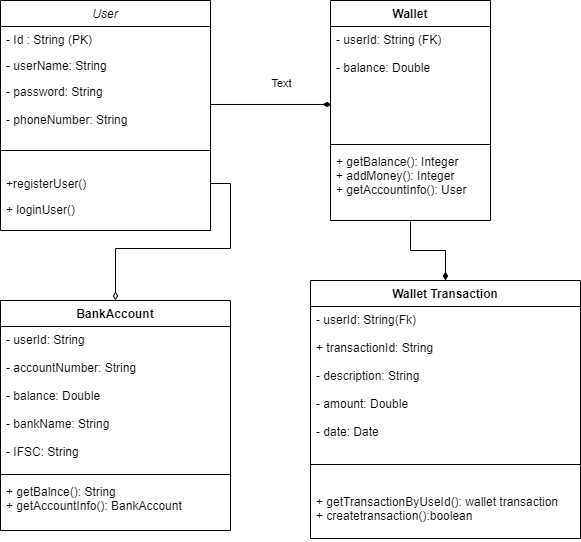 User
- Id : String (PK)
- userName: String
- password: String
- phoneNumber: String
+registerUser()
+ loginUser()
Text
Wallet
- userId: String (FK)
- balance: Double
+ getBalance(): Integer
+ addMoney(): Integer
+ getAccountInfo(): User
BankAccount
- userId: String
- accountNumber: String
- balance: Double
- bankName: String
- IFSC: String
+ getBalnce(): String
+ getAccountInfo(): BankAccount
Wallet Transaction
- userId: String(Fk)
+ transactionId: String
- description: String
- amount: Double
- date: Date
+ getTransactionByUseId(): wallet transaction
+ createtransaction():boolean